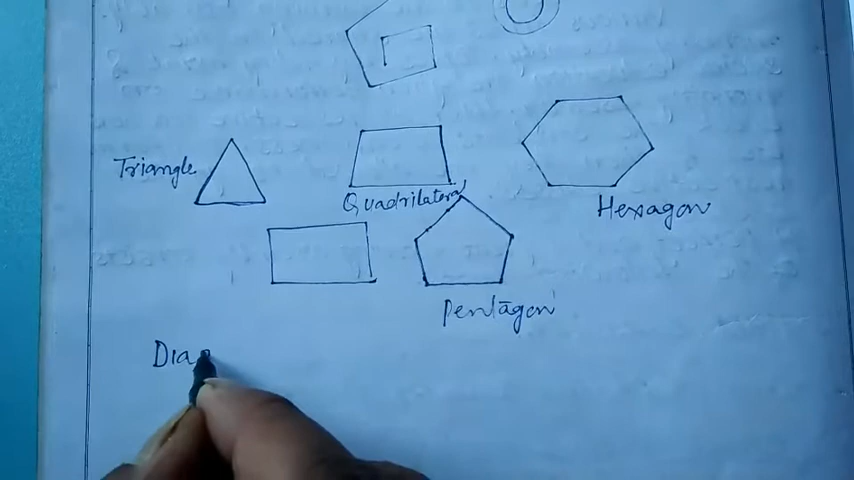 Triangle
Quadrilateral
Hexagon
Pentagon
Dia